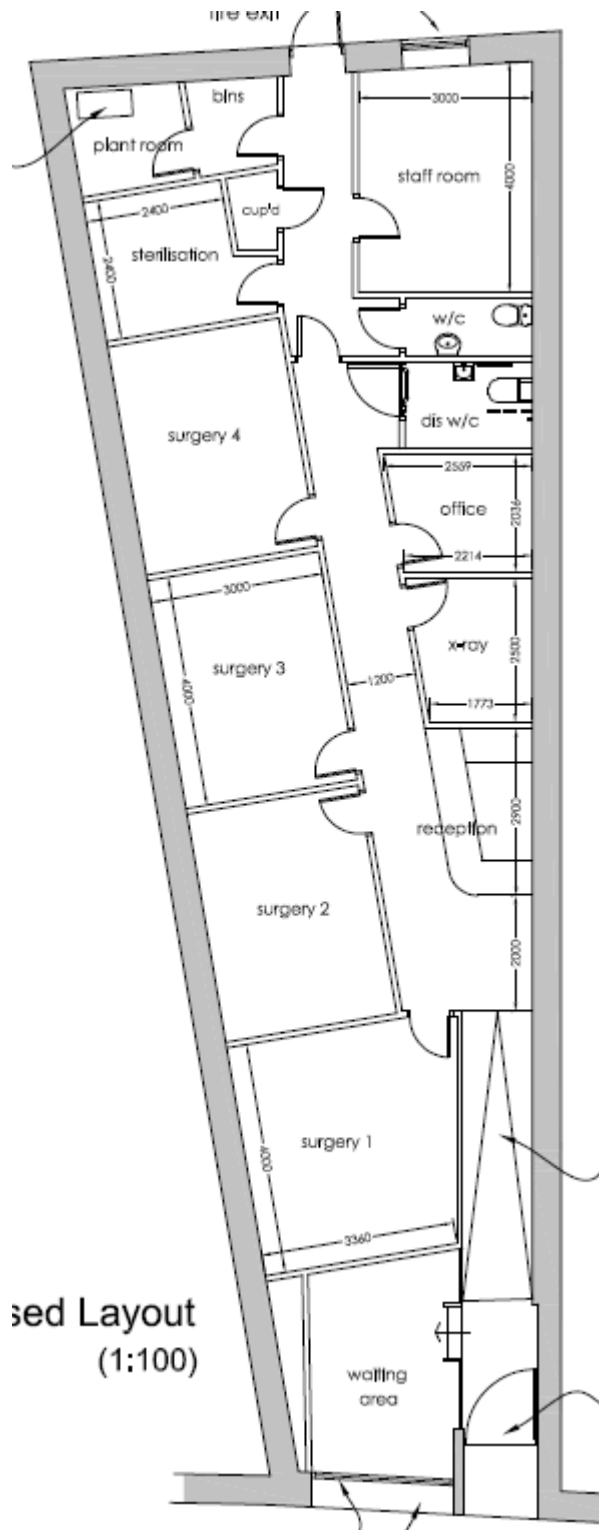 fire exit
bins
plant room
3000
staff room
4000
cup'd
2400
sterilisation
2400
w/c
surgery 4
dis w/c
2559
office
2036
2214
3000
surgery 3
4000
x-ray
2500
1200
1773
reception
2900
surgery 2
2000
surgery 1
4000
3360
sed Layout
(1:100)
waiting
area